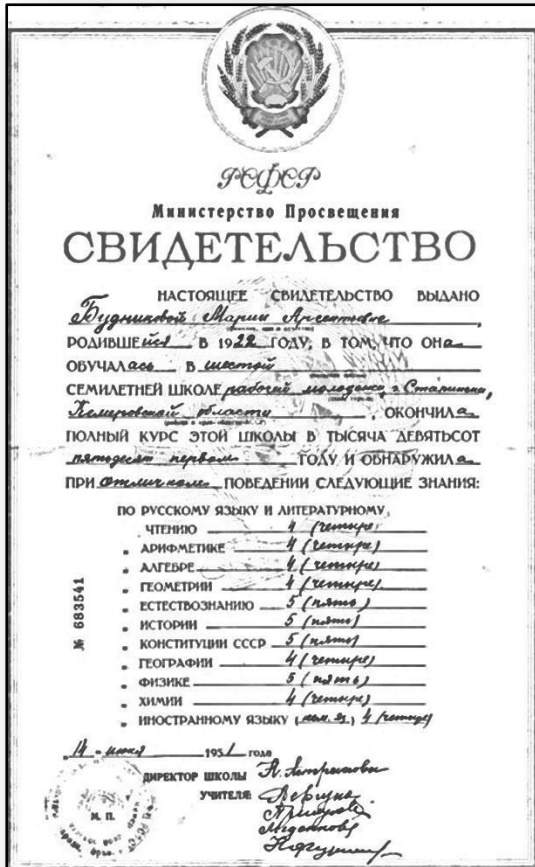 РСФСР
Министерство Просвещения
СВИДЕТЕЛЬСТВО
НАСТОЯЩЕЕ СВИДЕТЕЛЬСТВО ВЫДАНО
Будниковой Марии Арсентьевне,
РОДИВШЕЙСЯ В 1922 ГОДУ, В ТОМ, ЧТО ОНА
ОБУЧАЛАСЬ В шестой
СЕМИЛЕТНЕЙ ШКОЛЕ рабочей молодежи г. Сталинска,
Кемеровской области, ОКОНЧИЛА
ПОЛНЫЙ КУРС ЭТОЙ ШКОЛЫ В ТЫСЯЧА ДЕВЯТЬСОТ
пятьдесят первом ГОДУ И ОБНАРУЖИЛА
ПРИ отличном ПОВЕДЕНИИ СЛЕДУЮЩИЕ ЗНАНИЯ:
ПО РУССКОМУ ЯЗЫКУ И ЛИТЕРАТУРНОМУ
ЧТЕНИЮ 4 (четыре)
" АРИФМЕТИКЕ 4 (четыре)
" АЛГЕБРЕ 4 (четыре)
" ГЕОМЕТРИИ 4 (четыре)
" ЕСТЕСТВОЗНАНИЮ 5 (пять)
" ИСТОРИИ 5 (пять)
" КОНСТИТУЦИИ СССР 5 (пять)
" ГЕОГРАФИИ 4 (четыре)
" ФИЗИКЕ 5 (пять)
" ХИМИИ 4 (четыре)
" ИНОСТРАННОМУ ЯЗЫКУ (нем. яз.) 4 (четыре)
№ 683541
14 июня 1951 года
ДИРЕКТОР ШКОЛЫ
УЧИТЕЛЯ:
М. П.